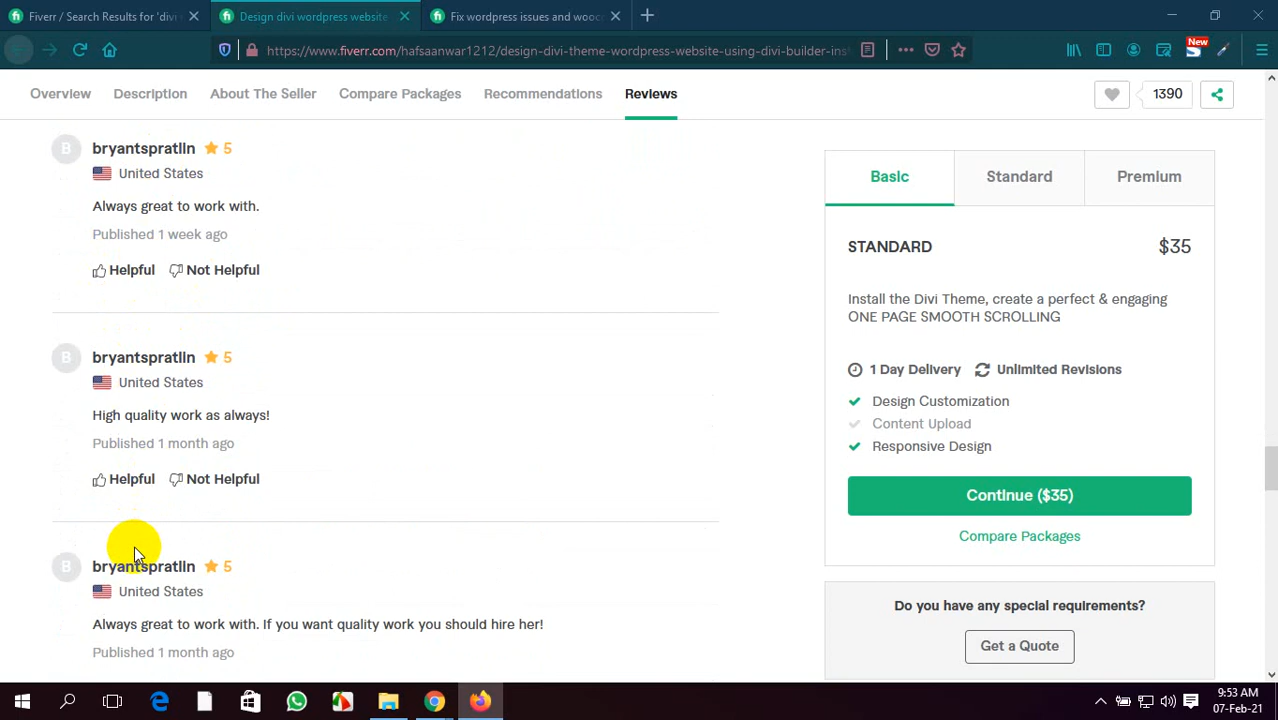 Fiverr / Search Results for 'divi
Design divi wordpress website
Fix wordpress issues and wooc
https://www.fiverr.com/hafsaanwar1212/design-divi-theme-wordpress-website-using-divi-builder-inst
New
Overview
Description
About The Seller
Compare Packages
Recommendations
Reviews
1390
B
bryantspratlin
5
United States
Always great to work with.
Published 1 week ago
Helpful
Not Helpful
B
bryantspratlin
5
United States
High quality work as always!
Published 1 month ago
Helpful
Not Helpful
B
bryantspratlin
5
United States
Always great to work with. If you want quality work you should hire her!
Published 1 month ago
Basic
Standard
Premium
STANDARD
$35
Install the Divi Theme, create a perfect & engaging
ONE PAGE SMOOTH SCROLLING
1 Day Delivery
Unlimited Revisions
Design Customization
Content Upload
Responsive Design
Continue ($35)
Compare Packages
Do you have any special requirements?
Get a Quote
9:53 AM
07-Feb-21